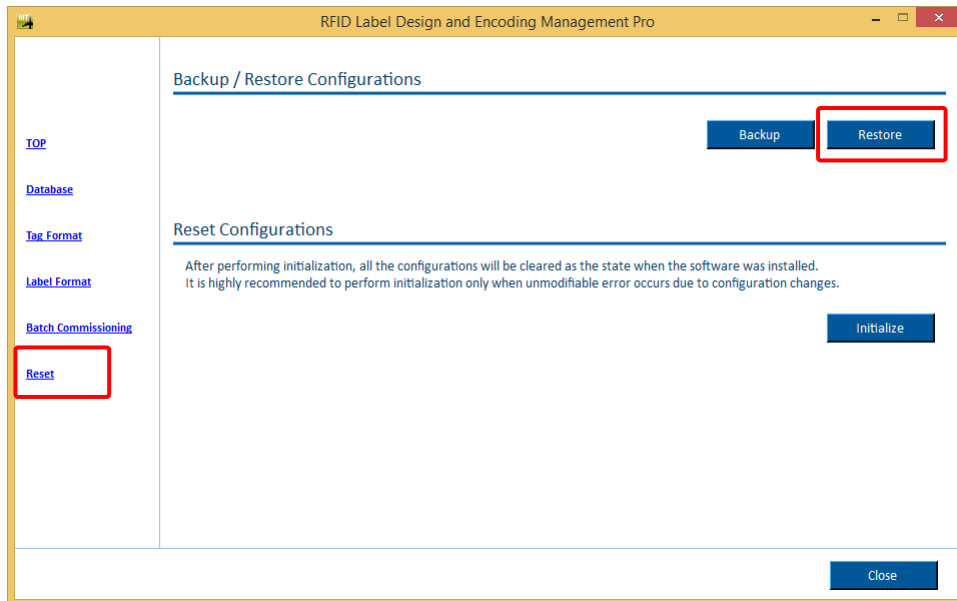 AIT
RFID Label Design and Encoding Management Pro
Backup / Restore Configurations
Backup
Restore
TOP
Database
Tag Format
Label Format
Batch Commissioning
Reset
Reset Configurations
After performing initialization, all the configurations will be cleared as the state when the software was installed.
It is highly recommended to perform initialization only when unmodifiable error occurs due to configuration changes.
Initialize
Close